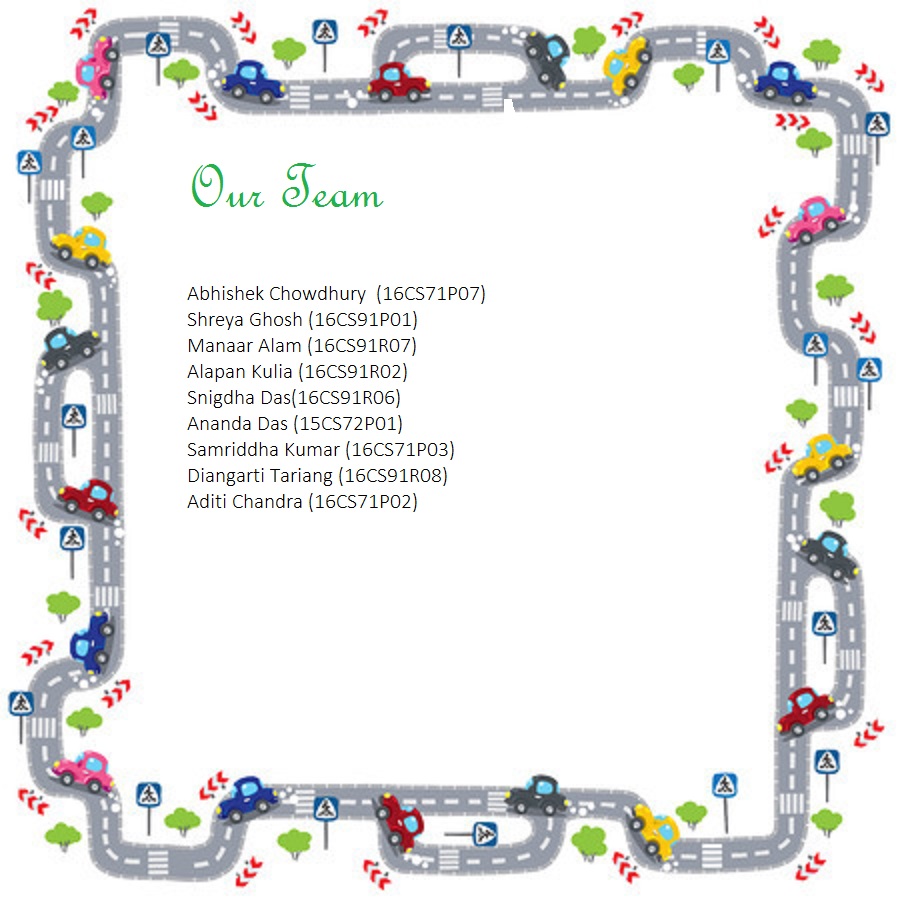 Our Team
Abhishek Chowdhury  (16CS71P07)
Shreya Ghosh (16CS91P01)
Manaar Alam (16CS91R07)
Alapan Kulia (16CS91R02)
Snigdha Das(16CS91R06)
Ananda Das (15CS72P01)
Samriddha Kumar (16CS71P03)
Diangarti Tariang (16CS91R08)
Aditi Chandra (16CS71P02)